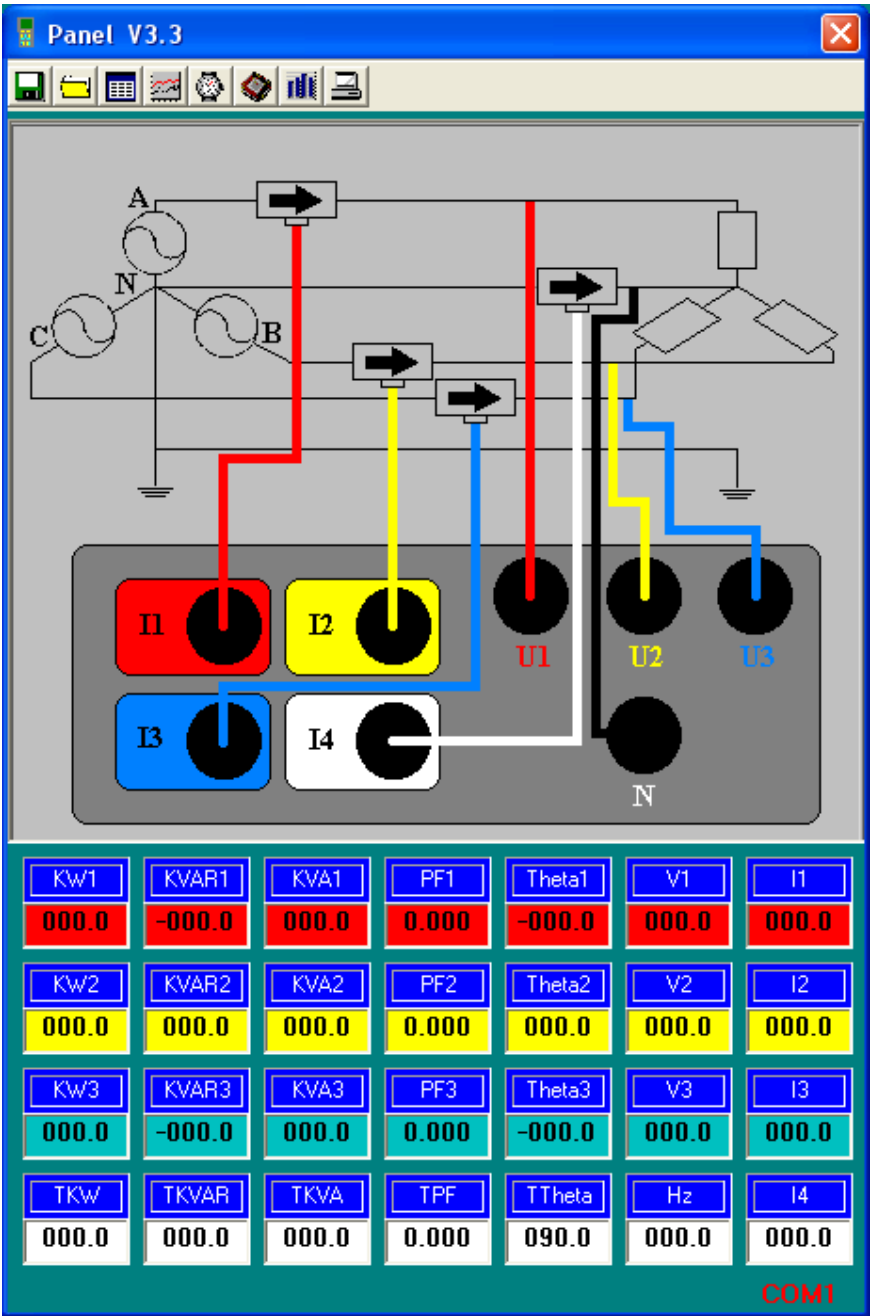 Panel V3.3
A
N
C
B
I1 I2
U1 U2 U3
I3 I4
N
KW1 KVAR1 KVA1 PF1 Theta1 V1 I1
000.0 -000.0 000.0 0.000 -000.0 000.0 000.0
KW2 KVAR2 KVA2 PF2 Theta2 V2 I2
000.0 000.0 000.0 0.000 000.0 000.0 000.0
KW3 KVAR3 KVA3 PF3 Theta3 V3 I3
000.0 -000.0 000.0 0.000 -000.0 000.0 000.0
TKW TKVAR TKVA TPF TTheta Hz I4
000.0 000.0 000.0 0.000 090.0 000.0 000.0
COM1